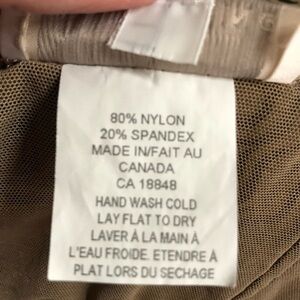 80% NYLON
20% SPANDEX
MADE IN/FAIT AU
CANADA
CA 18848
HAND WASH COLD
LAY FLAT TO DRY
LAVER À LA MAIN À
L'EAU FROIDE. ETENDRE À
PLAT LORS DU SECHAGE